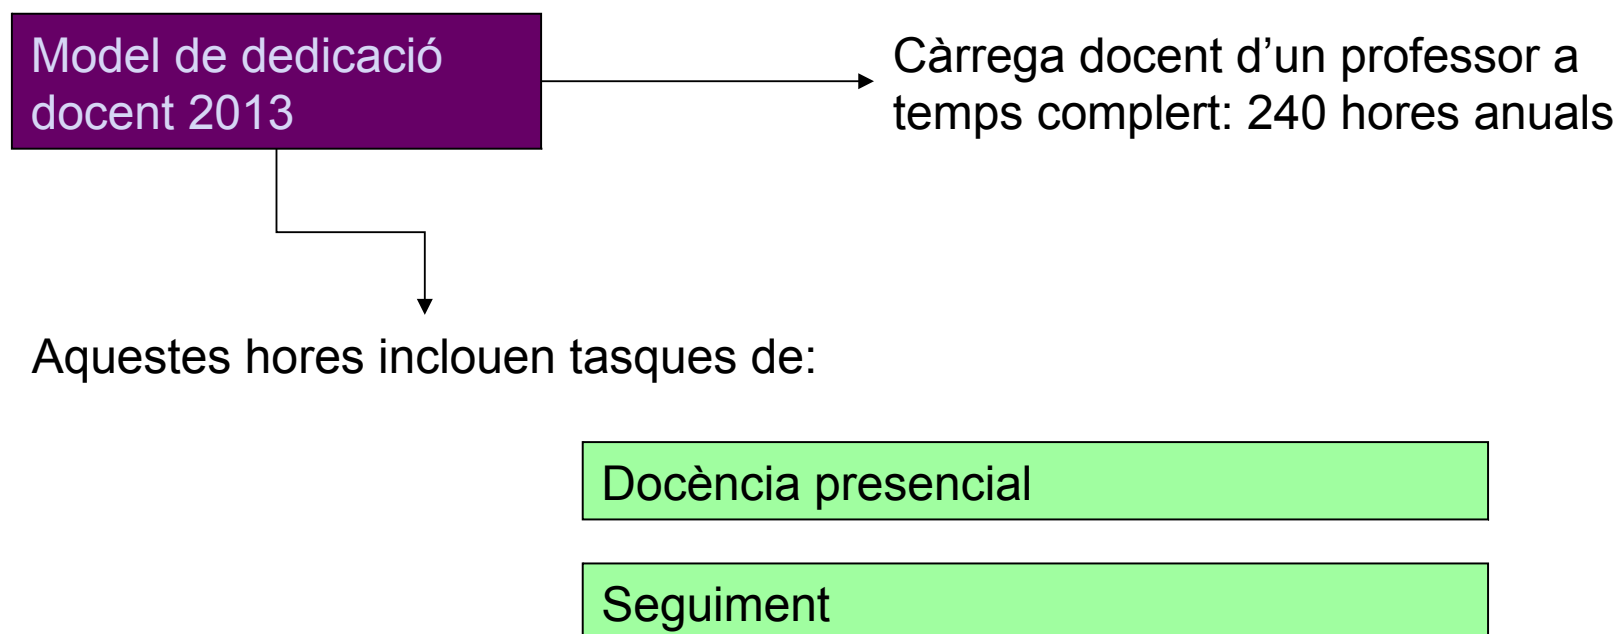 Model de dedicació
docent 2013
Càrrega docent d’un professor a
temps complert: 240 hores anuals
Aquestes hores inclouen tasques de:
Docència presencial
Seguiment